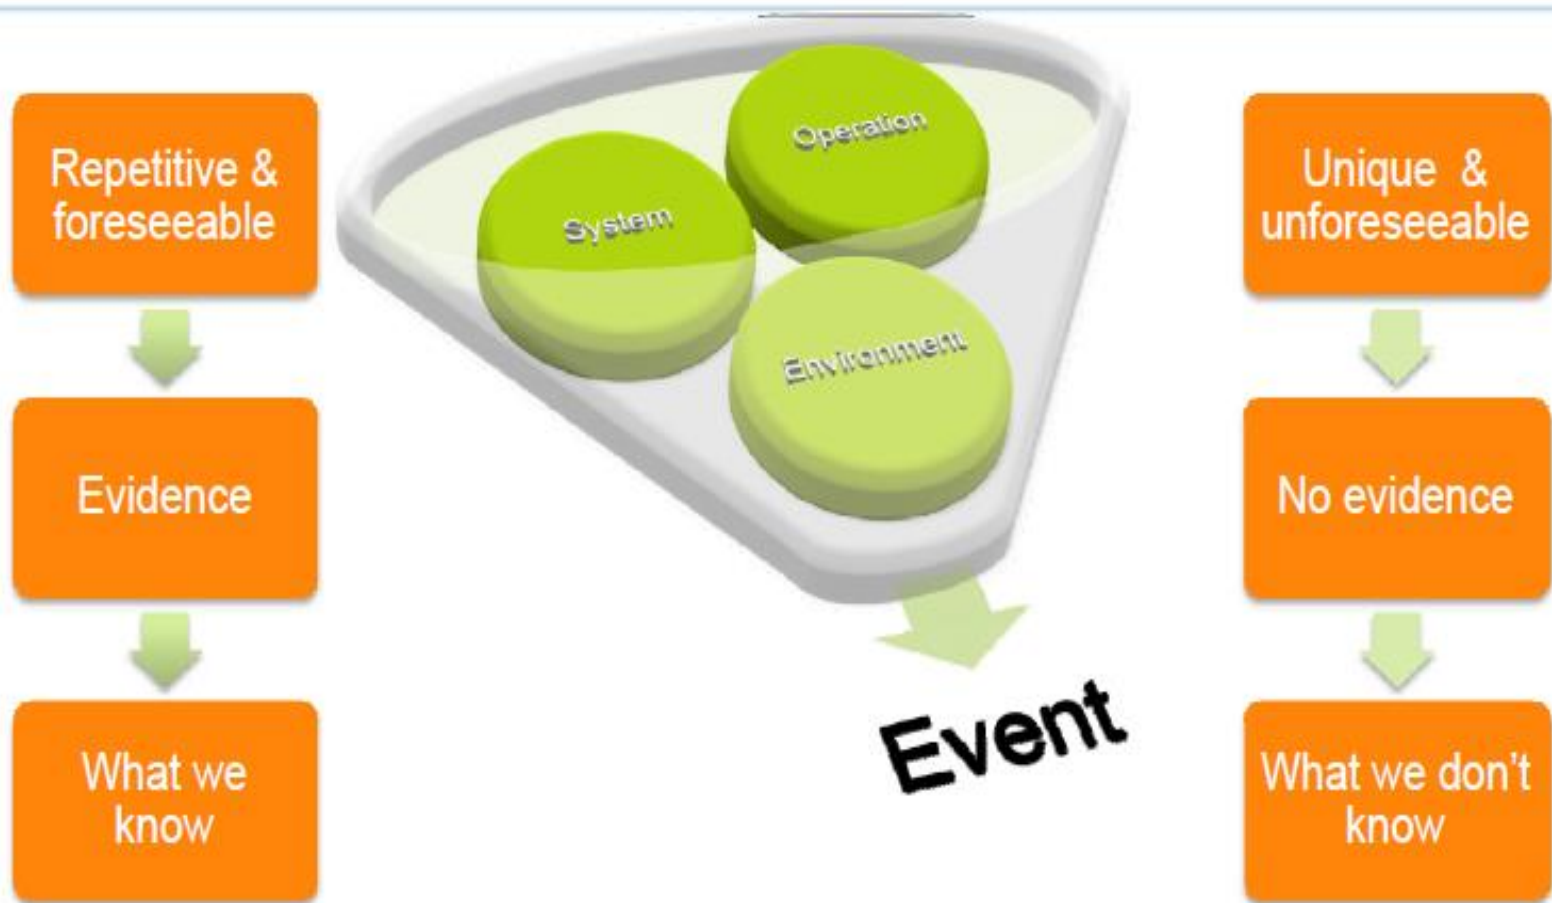 Repetitive &
foreseeable
Evidence
What we
know
Operation
System
Environment
Event
Unique &
unforeseeable
No evidence
What we don't
know